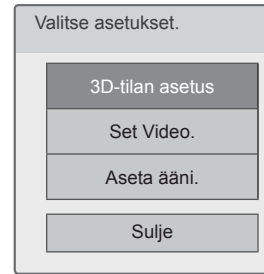 Valitse asetukset.
3D-tilan asetus
Set Video.
Aseta ääni.
Sulje